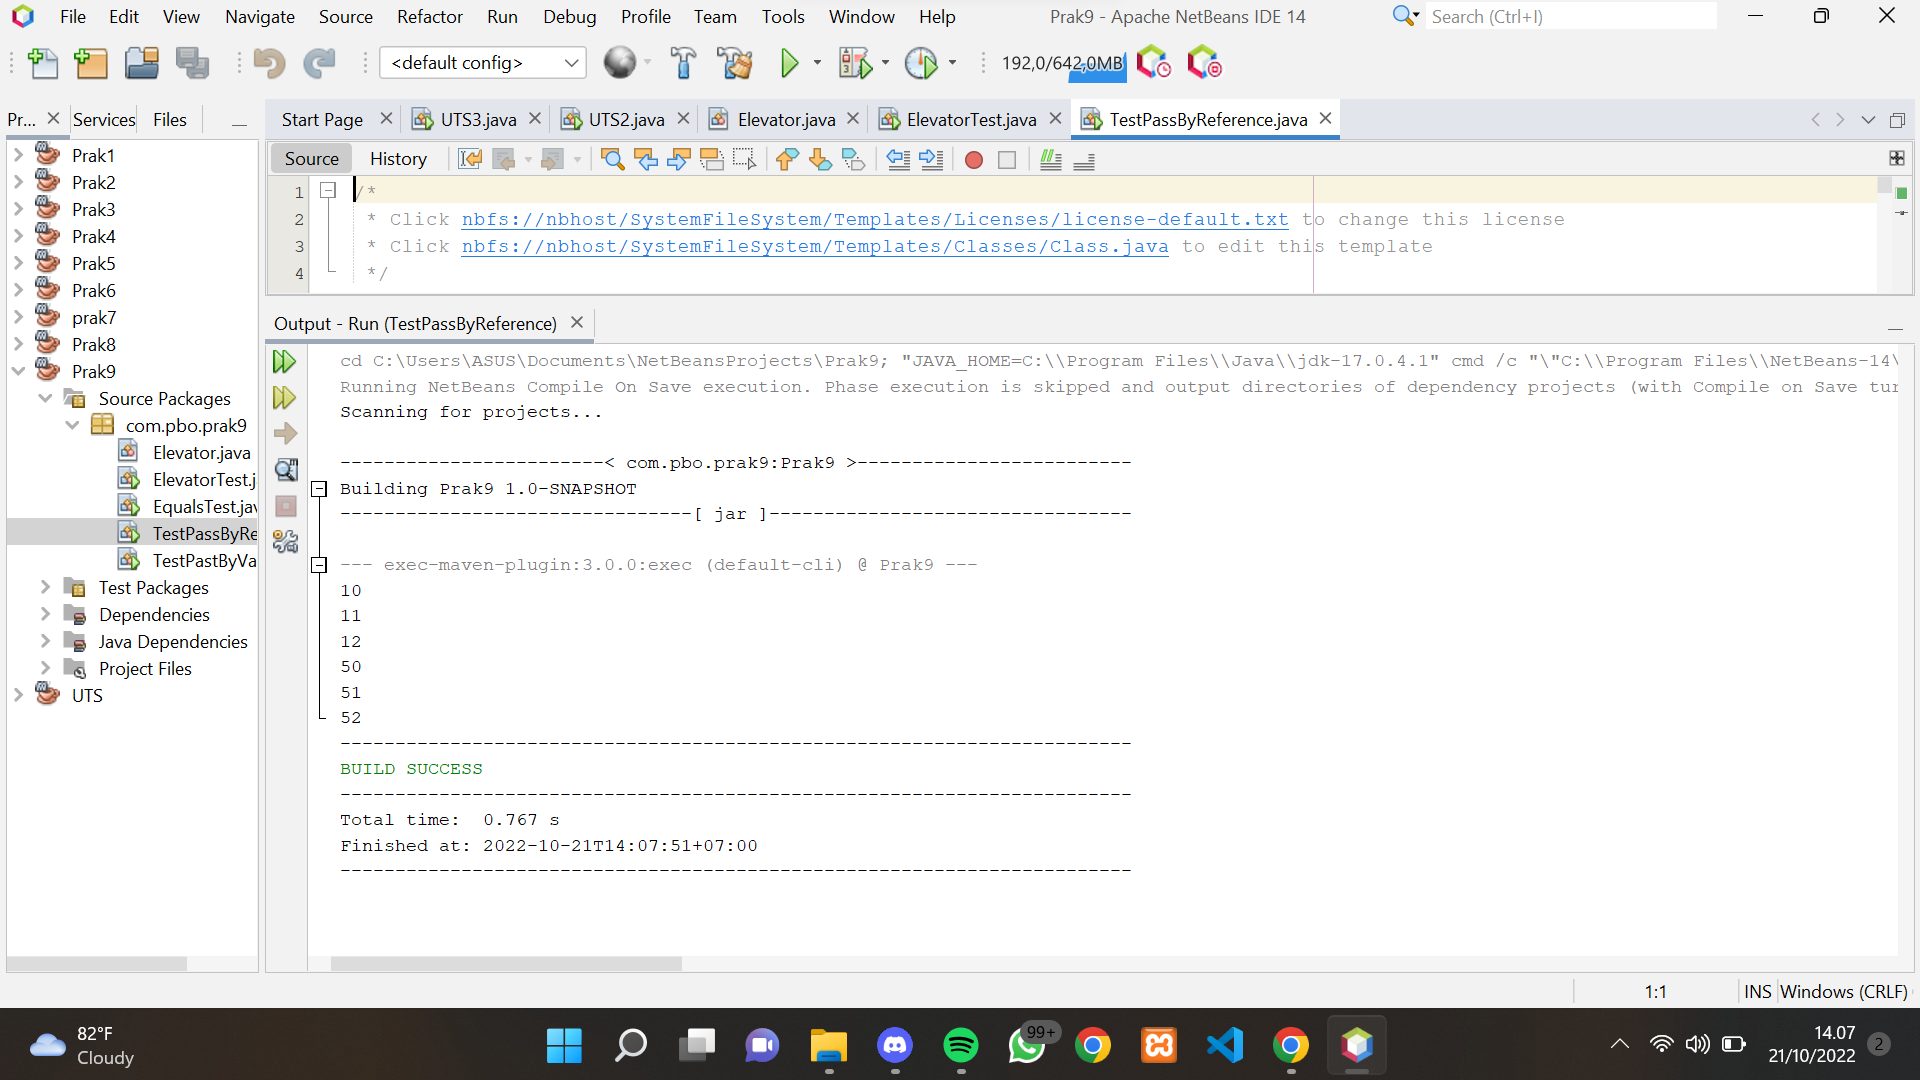 File Edit View Navigate Source Refactor Run Debug Profile Team Tools Window Help
Prak9 - Apache NetBeans IDE 14
Search (Ctrl+I)
<default config>
192,0/642,0MB
Pr... Services Files
Start Page UTS3.java UTS2.java Elevator.java ElevatorTest.java TestPassByReference.java
Source History
1 /*
2 * Click nbfs://nbhost/SystemFileSystem/Templates/Licenses/license-default.txt to change this license
3 * Click nbfs://nbhost/SystemFileSystem/Templates/Classes/Class.java to edit this template
4 */
Prak1
Prak2
Prak3
Prak4
Prak5
Prak6
prak7
Prak8
Prak9
Source Packages
com.pbo.prak9
Elevator.java
ElevatorTest.j
EqualsTest.jav
TestPassByRe
TestPastByVa
Test Packages
Dependencies
Java Dependencies
Project Files
UTS
Output - Run (TestPassByReference)
cd C:\Users\ASUS\Documents\NetBeansProjects\Prak9; "JAVA_HOME=C:\\Program Files\\Java\\jdk-17.0.4.1" cmd /c "\"C:\\Program Files\\NetBeans-14\
Running NetBeans Compile On Save execution. Phase execution is skipped and output directories of dependency projects (with Compile on Save tur
Scanning for projects...
------------------------< com.pbo.prak9:Prak9 >-------------------------
Building Prak9 1.0-SNAPSHOT
--------------------------------[ jar ]---------------------------------
--- exec-maven-plugin:3.0.0:exec (default-cli) @ Prak9 ---
10
11
12
50
51
52
------------------------------------------------------------------------
BUILD SUCCESS
------------------------------------------------------------------------
Total time:  0.767 s
Finished at: 2022-10-21T14:07:51+07:00
------------------------------------------------------------------------
1:1 INS Windows (CRLF)
82°F
Cloudy
99+
14.07
21/10/2022
2